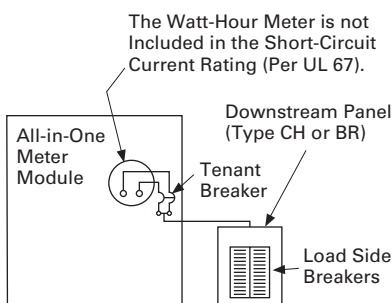 The Watt-Hour Meter is not
Included in the Short-Circuit
Current Rating (Per UL 67).
Downstream Panel
(Type CH or BR)
All-in-One
Meter
Module
Tenant
Breaker
Load Side
Breakers